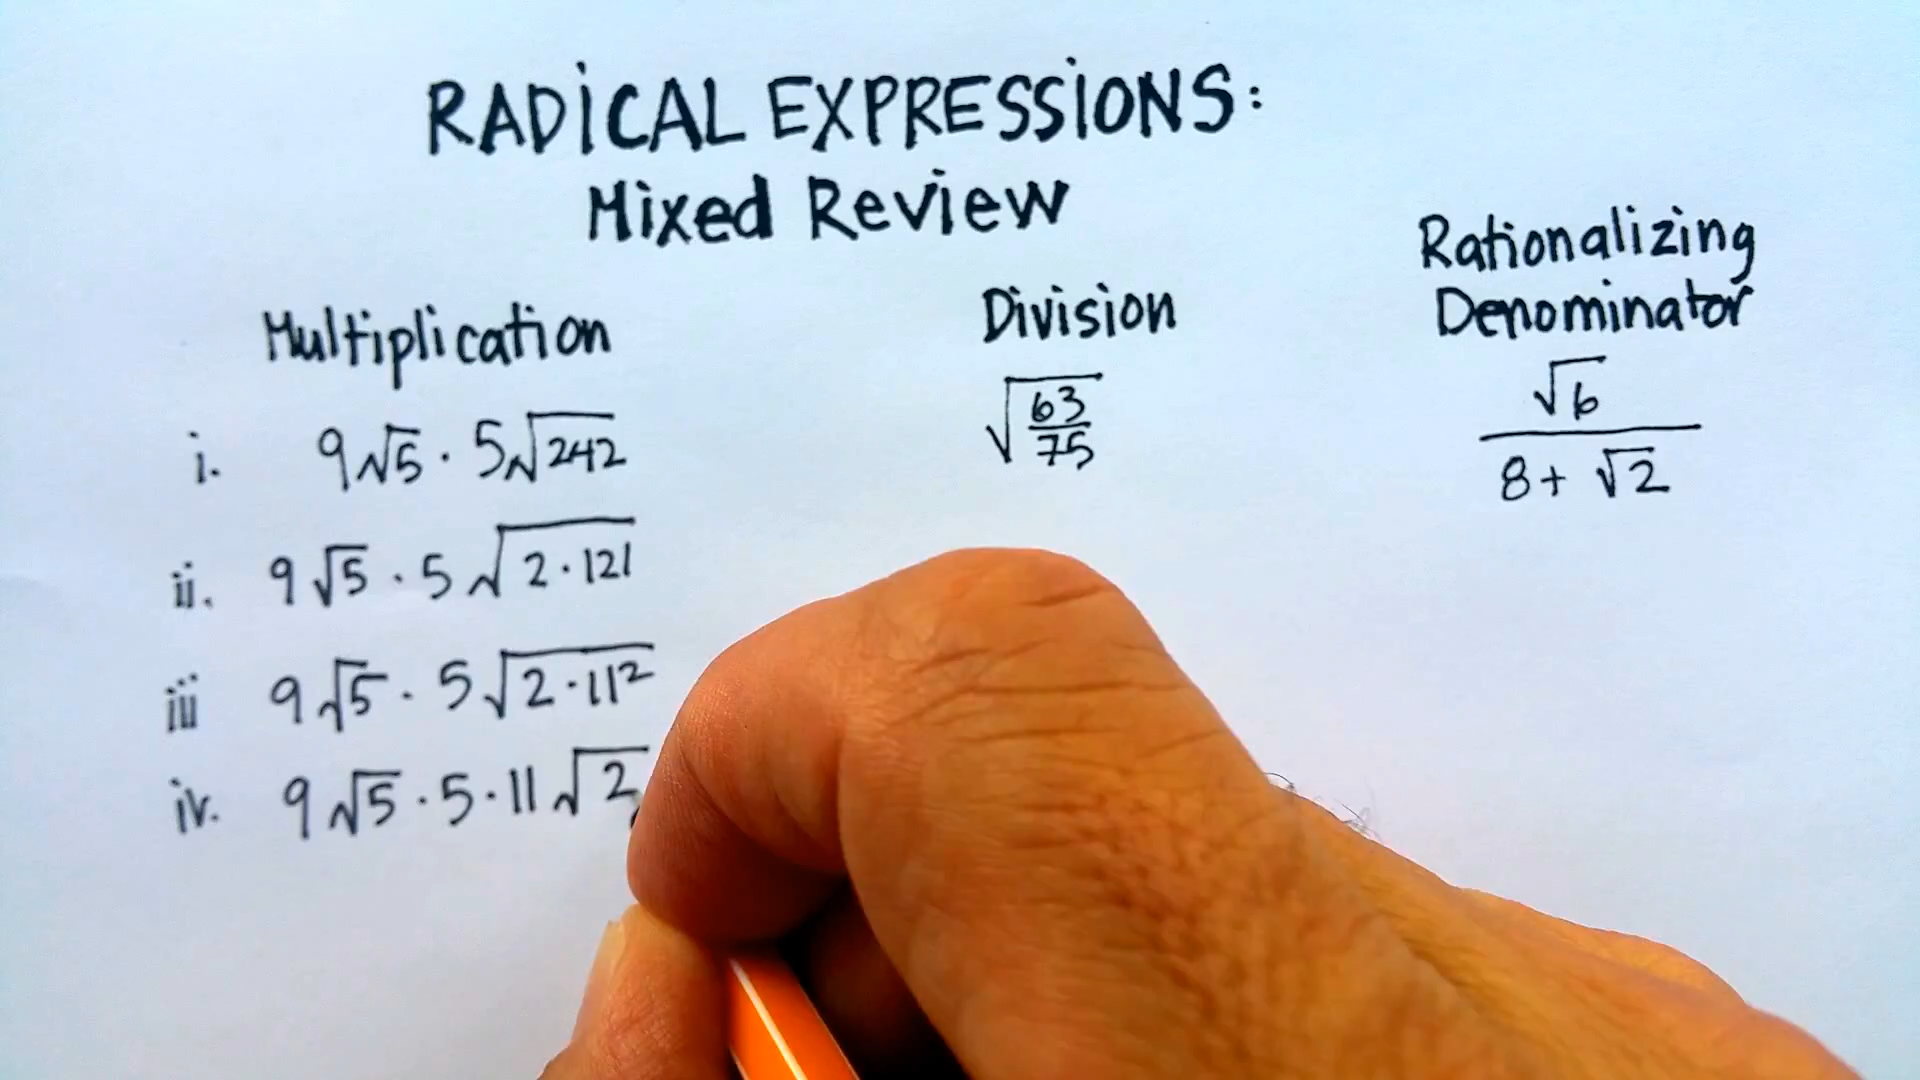 RADiCAL EXPRESSiONS:
Mixed Review
Multiplication
i. 9√5 · 5√242
ii. 9√5 · 5√2·121
iii 9√5 · 5√2·11²
iv. 9√5 · 5·11√2
Division
√63/75
Rationalizing
Denominator
√6
8+ √2